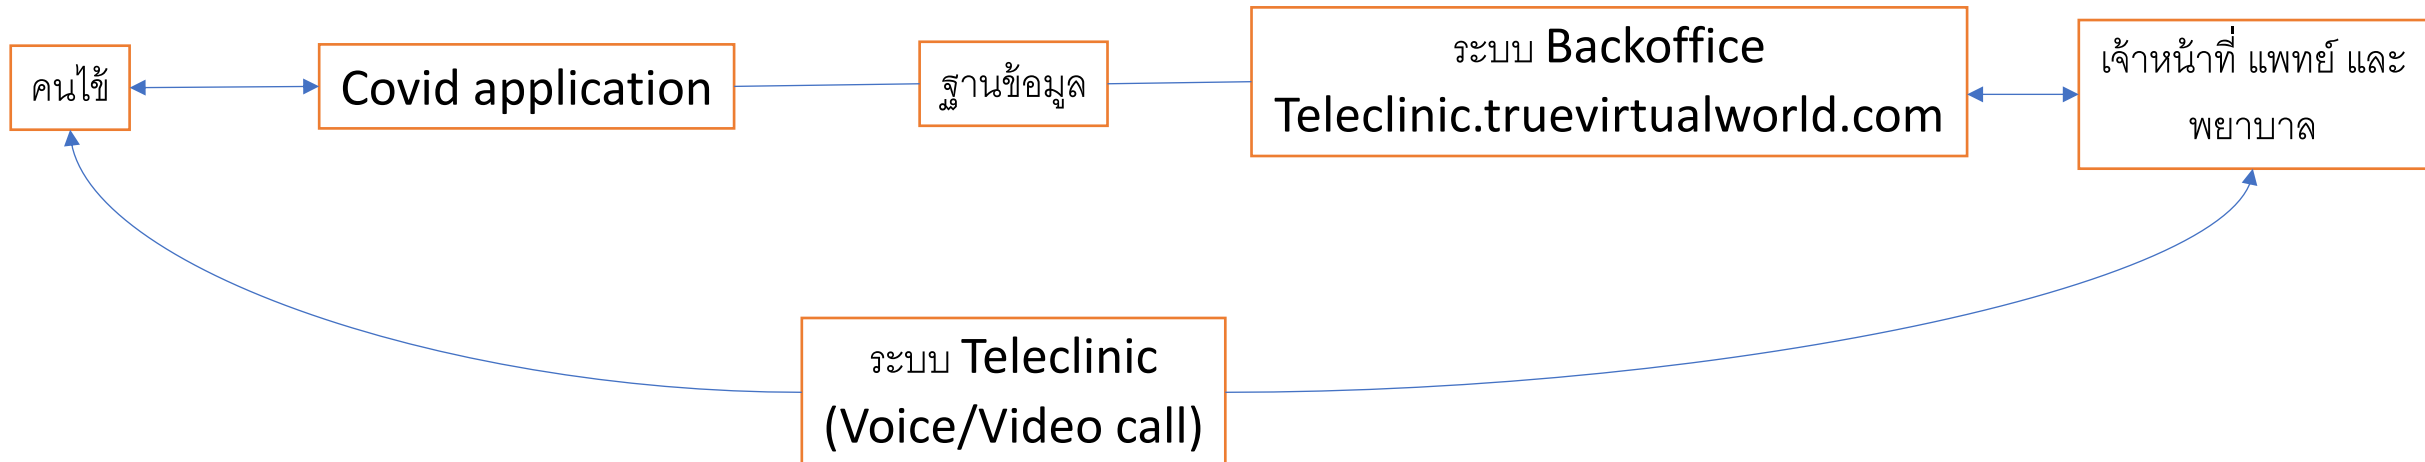 คนไข้
Covid application
ฐานข้อมูล
ระบบ Backoffice
Teleclinic.truevirtualworld.com
เจ้าหน้าที่ แพทย์ และ
พยาบาล
ระบบ Teleclinic
(Voice/Video call)